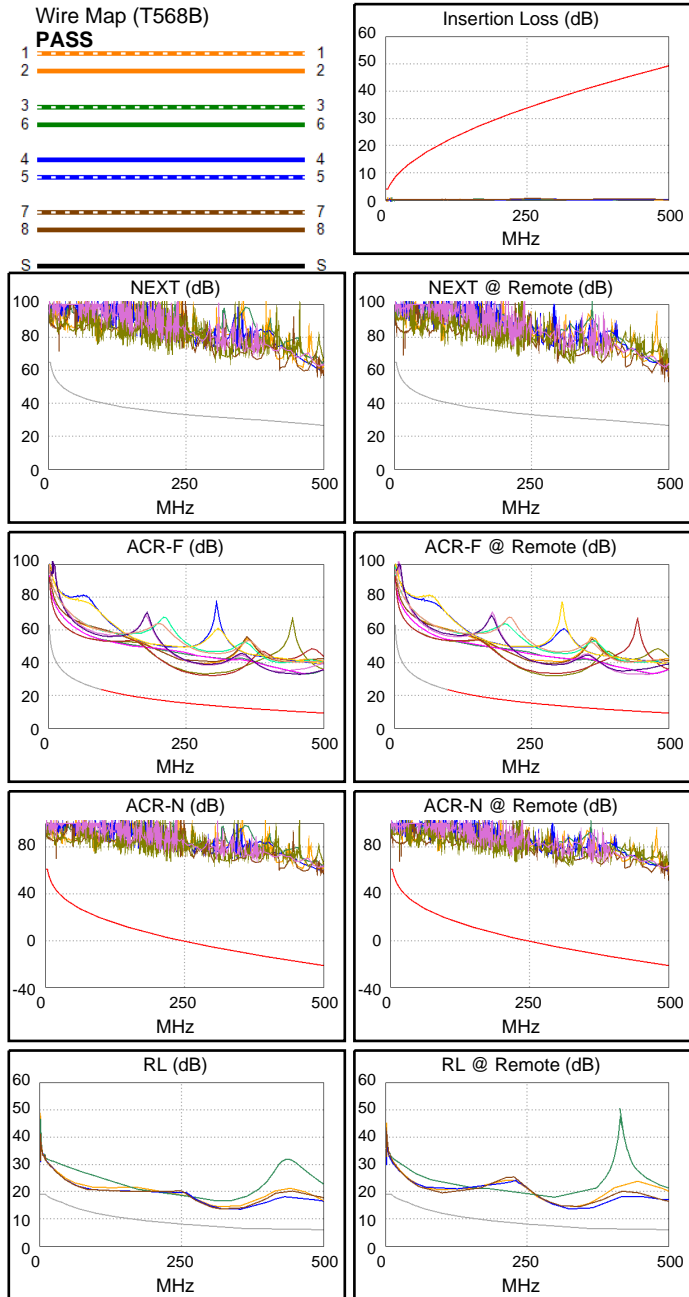 Wire Map (T568B)
PASS
1 1
2 2
3 3
6 6
4 4
5 5
7 7
8 8
S S
Insertion Loss (dB)
60
50
40
30
20
10
0
0 250 500
MHz
NEXT (dB)
100
80
60
40
20
0
0 250 500
MHz
NEXT @ Remote (dB)
100
80
60
40
20
0
0 250 500
MHz
ACR-F (dB)
100
80
60
40
20
0
0 250 500
MHz
ACR-F @ Remote (dB)
100
80
60
40
20
0
0 250 500
MHz
ACR-N (dB)
80
40
0
-40
0 250 500
MHz
ACR-N @ Remote (dB)
80
40
0
-40
0 250 500
MHz
RL (dB)
60
50
40
30
20
10
0
0 250 500
MHz
RL @ Remote (dB)
60
50
40
30
20
10
0
0 250 500
MHz